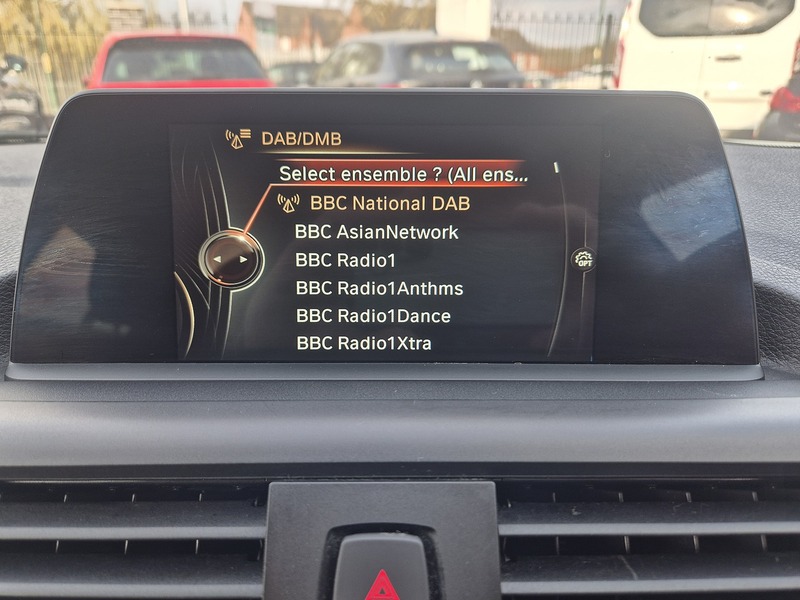 DAB/DMB
Select ensemble ? (All ens...
BBC National DAB
BBC AsianNetwork
BBC Radio1
OPT
BBC Radio1Anthms
BBC Radio1Dance
BBC Radio1Xtra